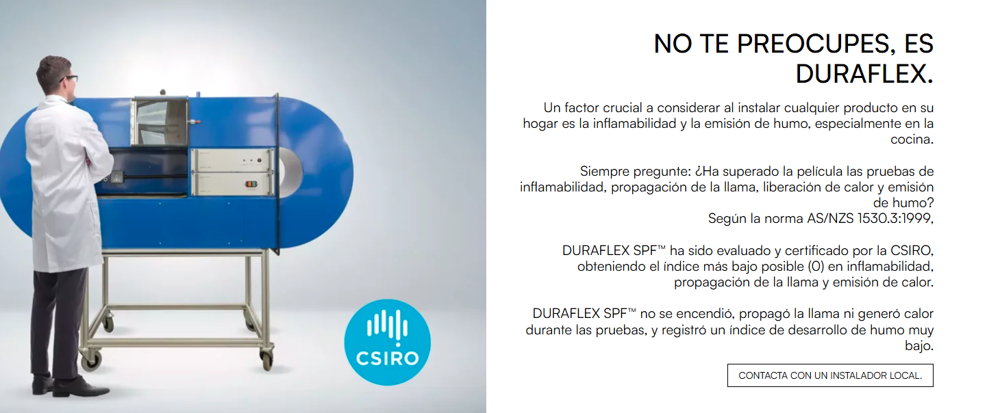 NO TE PREOCUPES, ES
DURAFLEX.
Un factor crucial a considerar al instalar cualquier producto en su
hogar es la inflamabilidad y la emisión de humo, especialmente en la
cocina.
Siempre pregunte: ¿Ha superado la película las pruebas de
inflamabilidad, propagación de la llama, liberación de calor y emisión
de humo?
Según la norma AS/NZS 1530.3:1999,
DURAFLEX SPF™ ha sido evaluado y certificado por la CSIRO,
obteniendo el índice más bajo posible (0) en inflamabilidad,
propagación de la llama y emisión de calor.
DURAFLEX SPF™ no se encendió, propagó la llama ni generó calor
durante las pruebas, y registró un índice de desarrollo de humo muy
bajo.
CONTACTA CON UN INSTALADOR LOCAL.
CSIRO